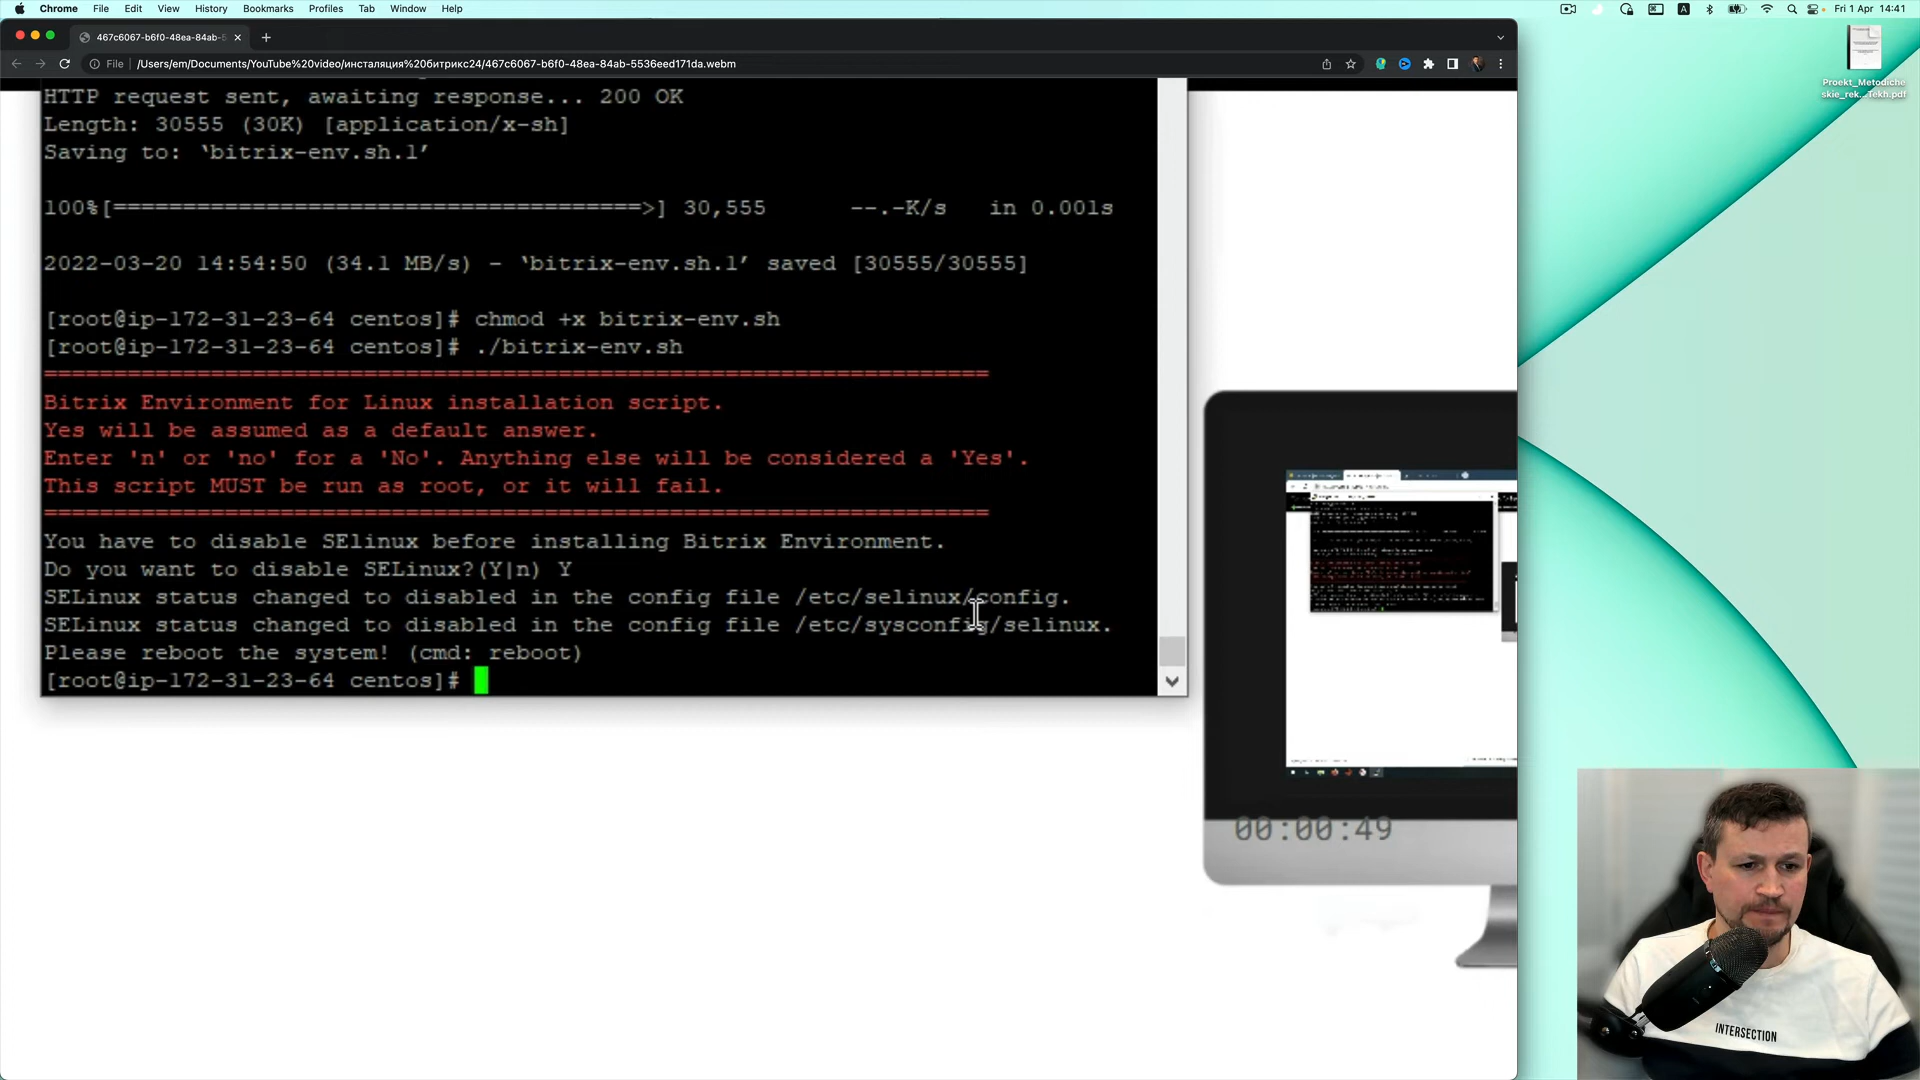 Chrome File Edit View History Bookmarks Profiles Tab Window Help
Fri 1 Apr 14:41
467c6067-b6f0-48ea-84ab-5
File /Users/em/Documents/YouTube%20video/инсталяция%20битрикс24/467c6067-b6f0-48ea-84ab-5536eed171da.webm
Proekt_Metodiche
skie_rek...Tekh.pdf
HTTP request sent, awaiting response... 200 OK
Length: 30555 (30K) [application/x-sh]
Saving to: ‘bitrix-env.sh.1’
100%[======================================>] 30,555 --.-K/s in 0.001s
2022-03-20 14:54:50 (34.1 MB/s) - ‘bitrix-env.sh.1’ saved [30555/30555]
[root@ip-172-31-23-64 centos]# chmod +x bitrix-env.sh
[root@ip-172-31-23-64 centos]# ./bitrix-env.sh
====================================================================
Bitrix Environment for Linux installation script.
Yes will be assumed as a default answer.
Enter 'n' or 'no' for a 'No'. Anything else will be considered a 'Yes'.
This script MUST be run as root, or it will fail.
====================================================================
You have to disable SElinux before installing Bitrix Environment.
Do you want to disable SELinux?(Y|n) Y
SELinux status changed to disabled in the config file /etc/selinux/config.
SELinux status changed to disabled in the config file /etc/sysconfig/selinux.
Please reboot the system! (cmd: reboot)
[root@ip-172-31-23-64 centos]#
00:00:49
INTERSECTION